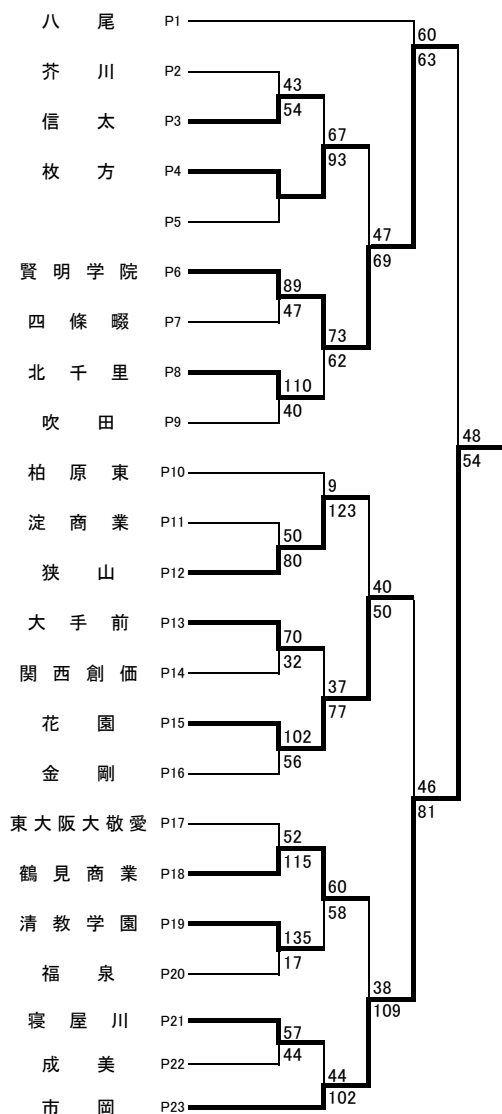 八尾 P1
60
63
芥川 P2
43
54
信太 P3
67
93
枚方 P4
P5
47
69
賢明学院 P6
89
47
四條畷 P7
73
62
北千里 P8
110
40
吹田 P9
48
54
柏原東 P10
9
123
淀商業 P11
50
80
狭山 P12
40
50
大手前 P13
70
32
関西創価 P14
37
77
花園 P15
102
56
金剛 P16
46
81
東大阪大敬愛 P17
52
115
鶴見商業 P18
60
58
清教学園 P19
135
17
福泉 P20
38
109
寝屋川 P21
57
44
成美 P22
44
102
市岡 P23